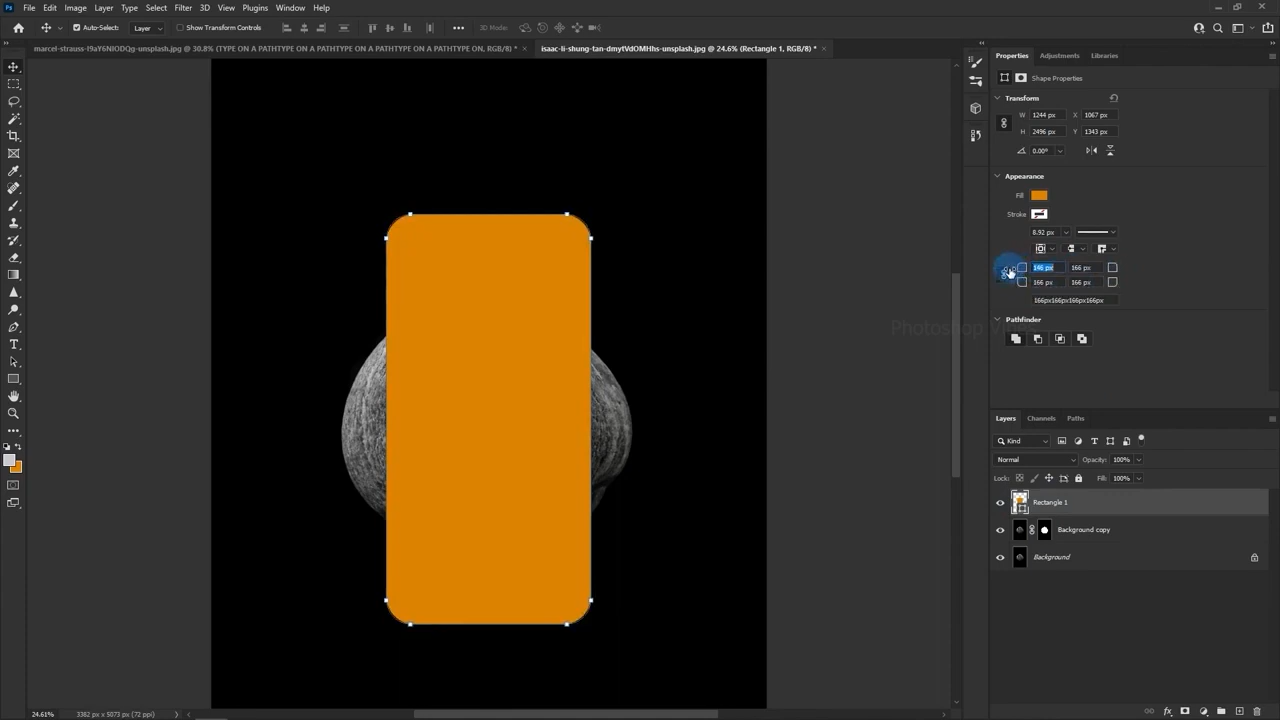 File Edit Image Layer Type Select Filter 3D View Plugins Window Help
Auto-Select: Layer Show Transform Controls 3D Mode:
marcel-strauss-I9aY6NIODQg-unsplash.jpg @ 30.8% (TYPE ON A PATHTYPE ON A PATHTYPE ON A PATHTYPE ON A PATHTYPE ON, RGB/8) * isaac-li-shung-tan-dmytVdOMHhs-unsplash.jpg @ 24.6% (Rectangle 1, RGB/8) *
Properties Adjustments Libraries
Shape Properties
Transform
W 1244 px X 1067 px
H 2496 px Y 1343 px
0.00°
Appearance
Fill
Stroke
8.92 px
146 px 166 px
166 px 166 px
166px166px166px166px
Pathfinder
Photoshop
Layers Channels Paths
Kind
Normal Opacity: 100%
Lock: Fill: 100%
Rectangle 1
Background copy
Background
24.61% 3382 px x 5073 px (72 ppi)